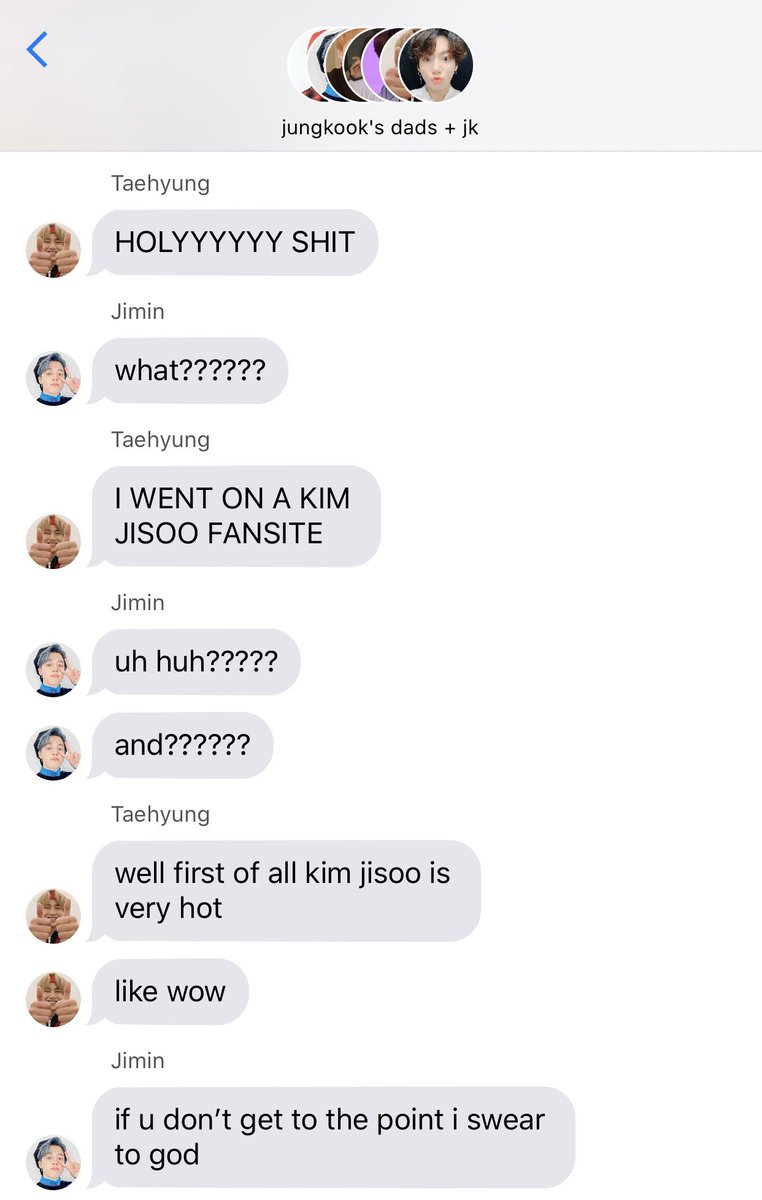 jungkook's dads + jk
Taehyung
HOLYYYYYY SHIT
Jimin
what??????
Taehyung
I WENT ON A KIM
JISOO FANSITE
Jimin
uh huh?????
and??????
Taehyung
well first of all kim jisoo is
very hot
like wow
Jimin
if u don’t get to the point i swear
to god